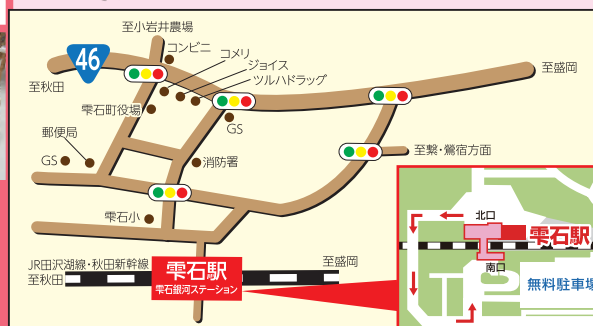 至小岩井農場
コンビニ
コメリ
ジョイス
ツルハドラッグ
46
至秋田
至盛岡
雫石町役場
GS
郵便局
GS
消防署
至繋・鶯宿方面
雫石小
JR田沢湖線・秋田新幹線
至秋田
雫石駅
雫石銀河ステーション
至盛岡
北口
雫石駅
南口
無料駐車場